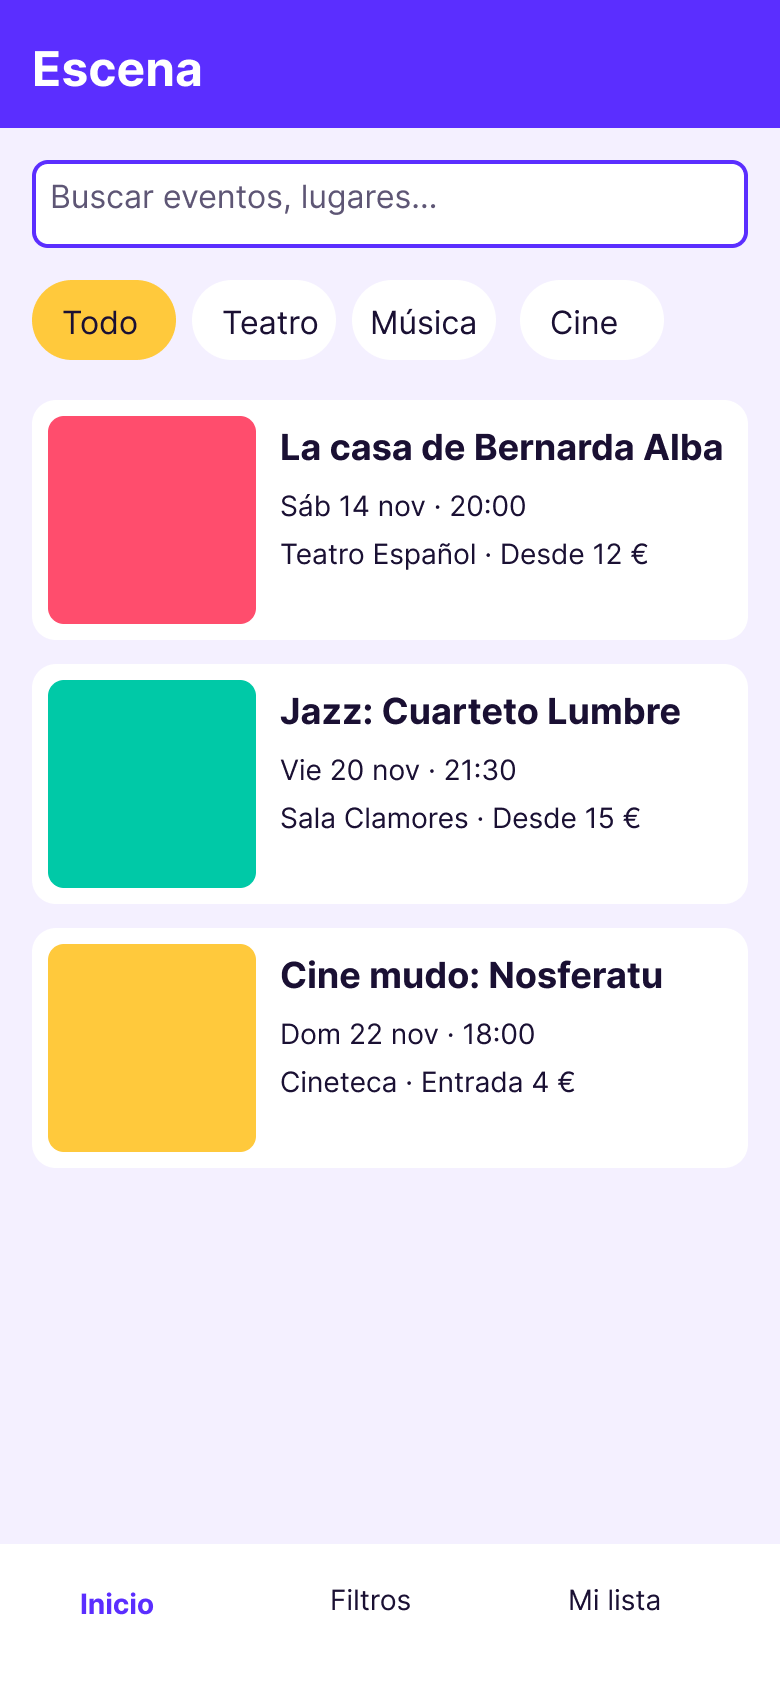 Escena
Buscar eventos, lugares...
Todo Teatro Música Cine
La casa de Bernarda Alba
Sáb 14 nov · 20:00
Teatro Español · Desde 12 €
Jazz: Cuarteto Lumbre
Vie 20 nov · 21:30
Sala Clamores · Desde 15 €
Cine mudo: Nosferatu
Dom 22 nov · 18:00
Cineteca · Entrada 4 €
Inicio Filtros Mi lista